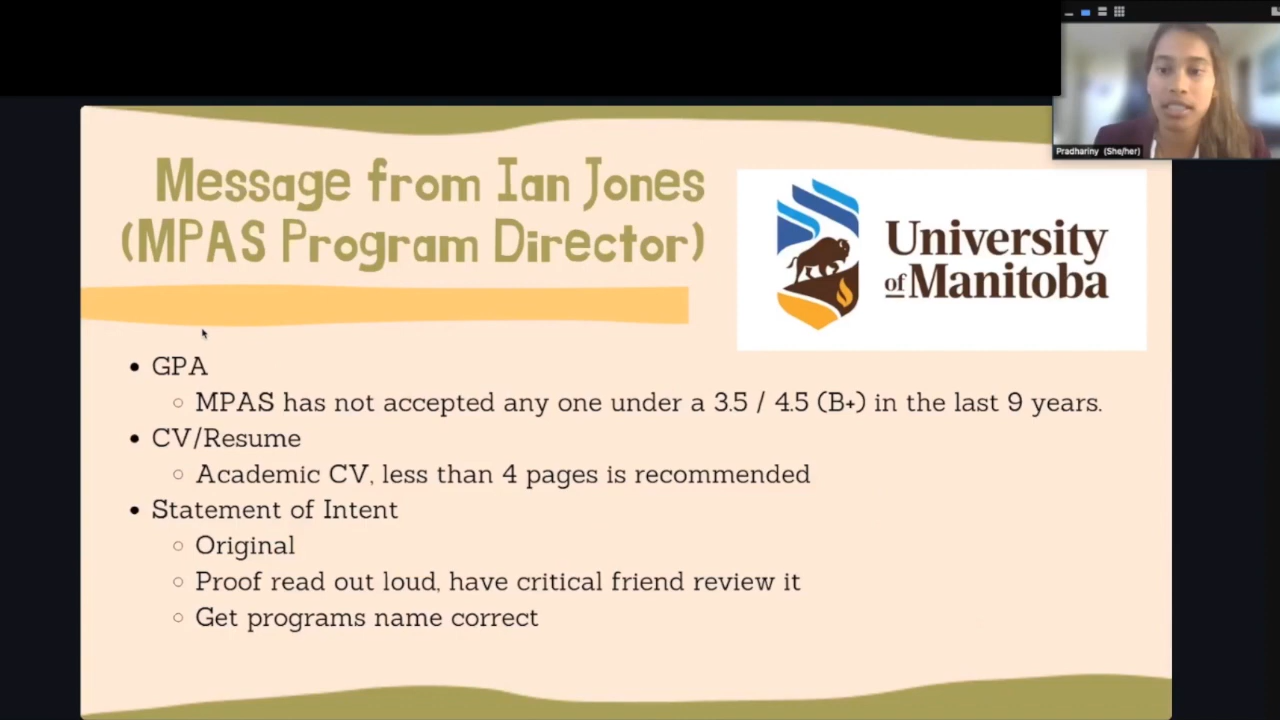 Pradhariny (She/her)
Message from Ian Jones
(MPAS Program Director)
University
of Manitoba
• GPA
○ MPAS has not accepted any one under a 3.5 / 4.5 (B+) in the last 9 years.
• CV/Resume
○ Academic CV, less than 4 pages is recommended
• Statement of Intent
○ Original
○ Proof read out loud, have critical friend review it
○ Get programs name correct